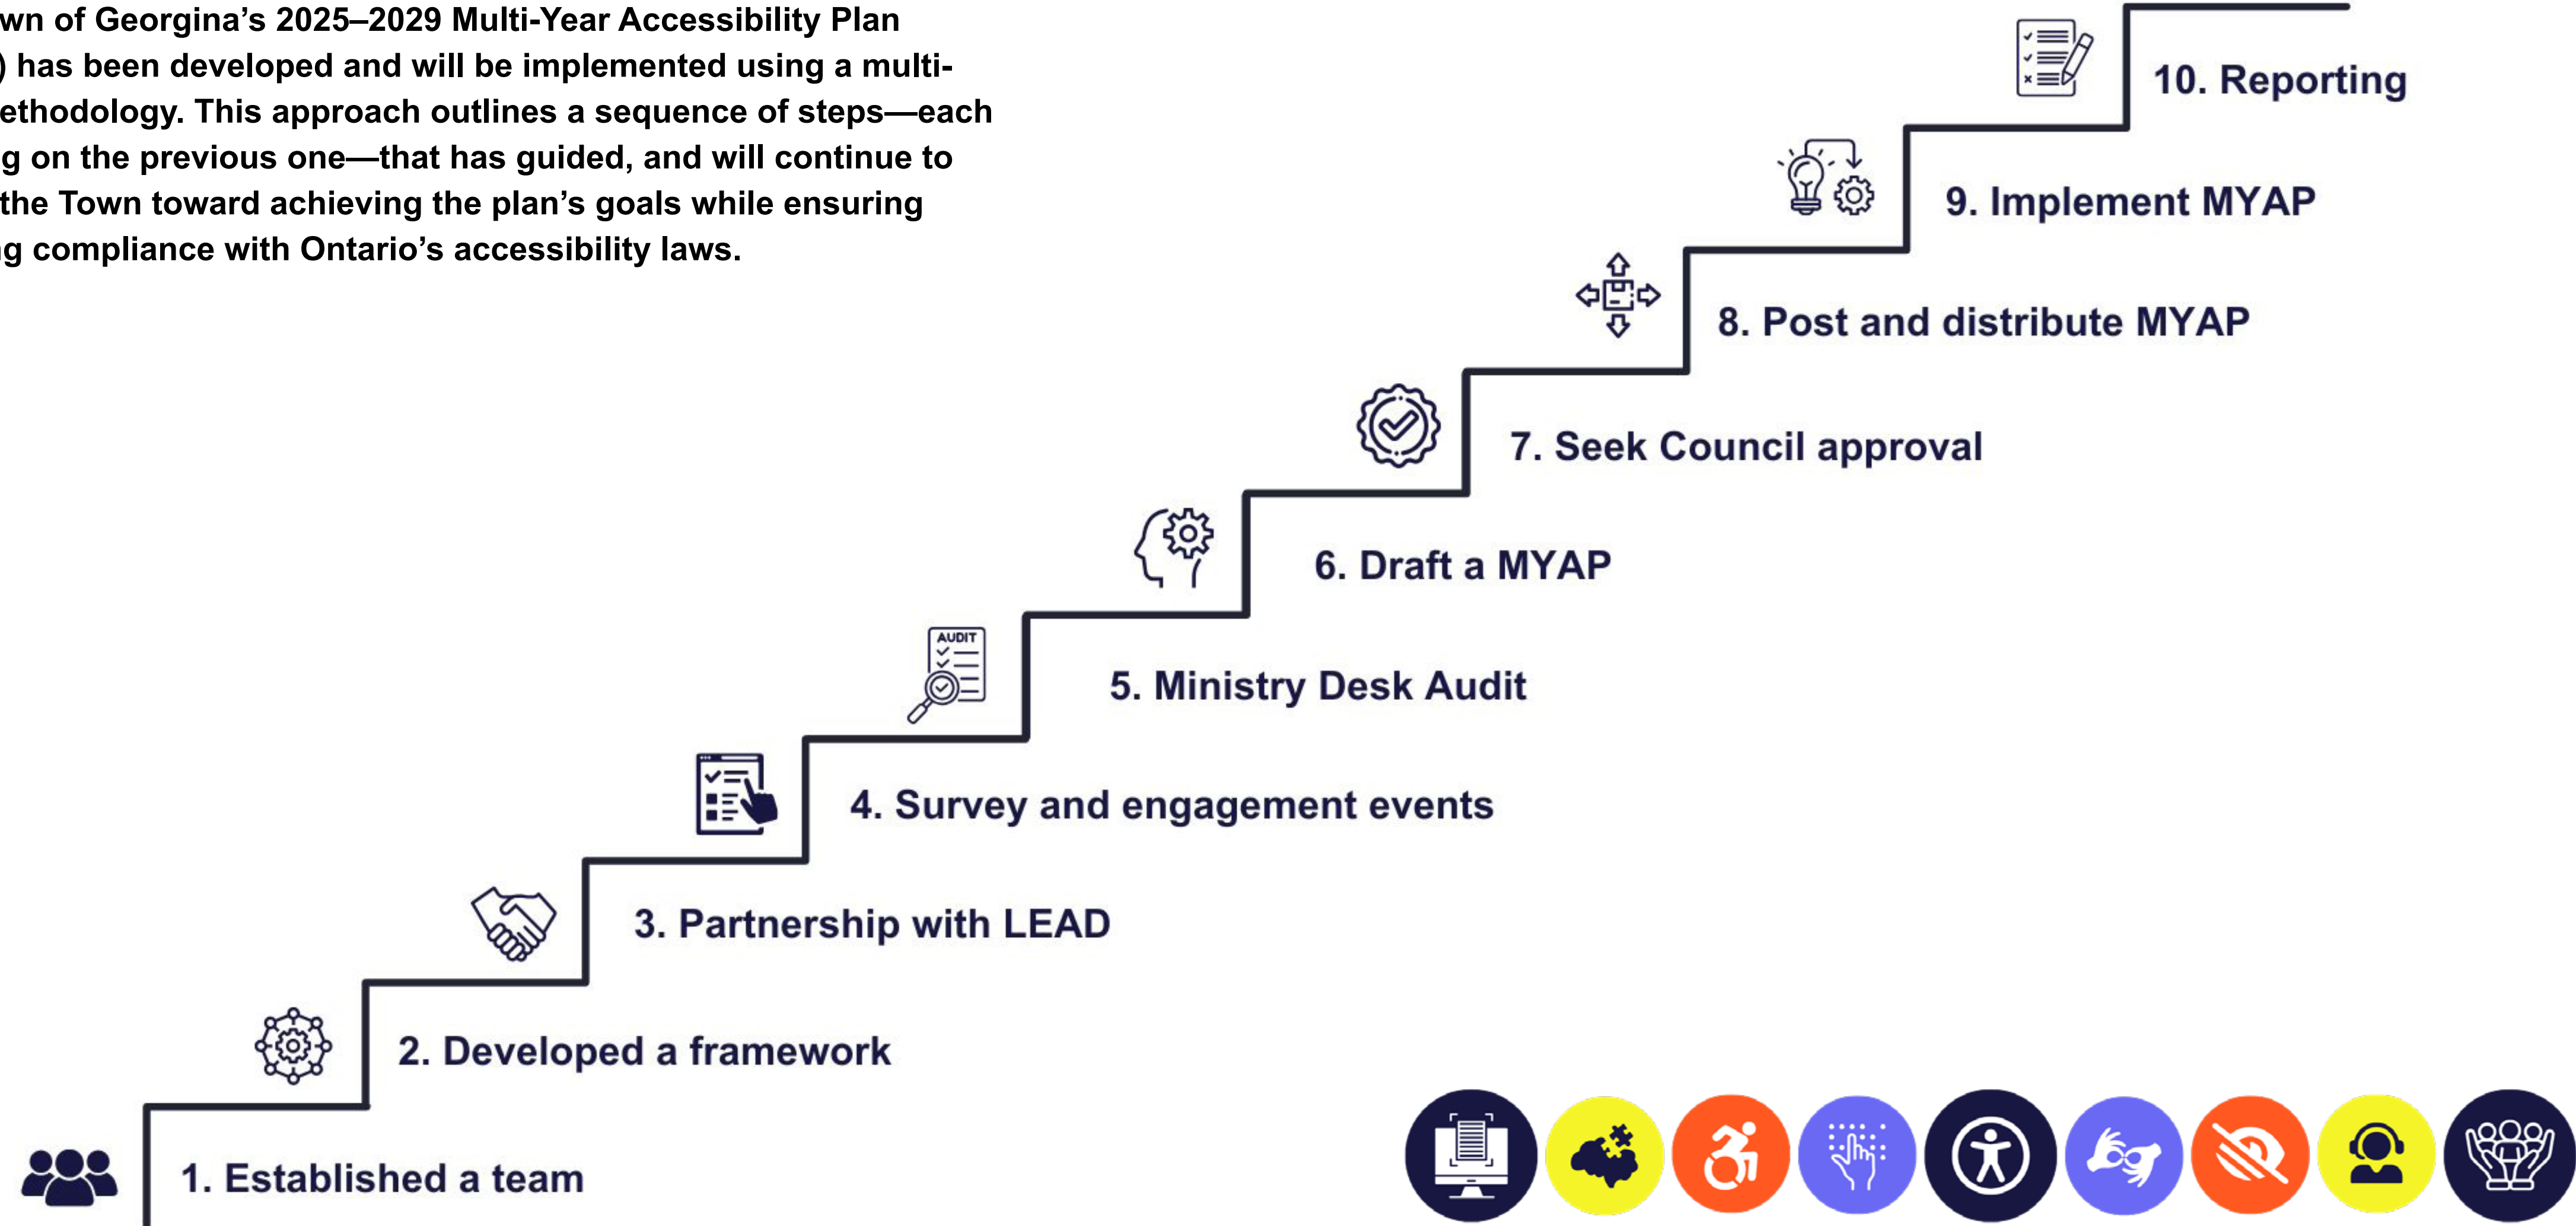 wn of Georgina’s 2025–2029 Multi-Year Accessibility Plan
) has been developed and will be implemented using a multi-
ethodology. This approach outlines a sequence of steps—each
g on the previous one—that has guided, and will continue to
the Town toward achieving the plan’s goals while ensuring
g compliance with Ontario’s accessibility laws.
10. Reporting
9. Implement MYAP
8. Post and distribute MYAP
7. Seek Council approval
6. Draft a MYAP
AUDIT
5. Ministry Desk Audit
4. Survey and engagement events
3. Partnership with LEAD
2. Developed a framework
1. Established a team